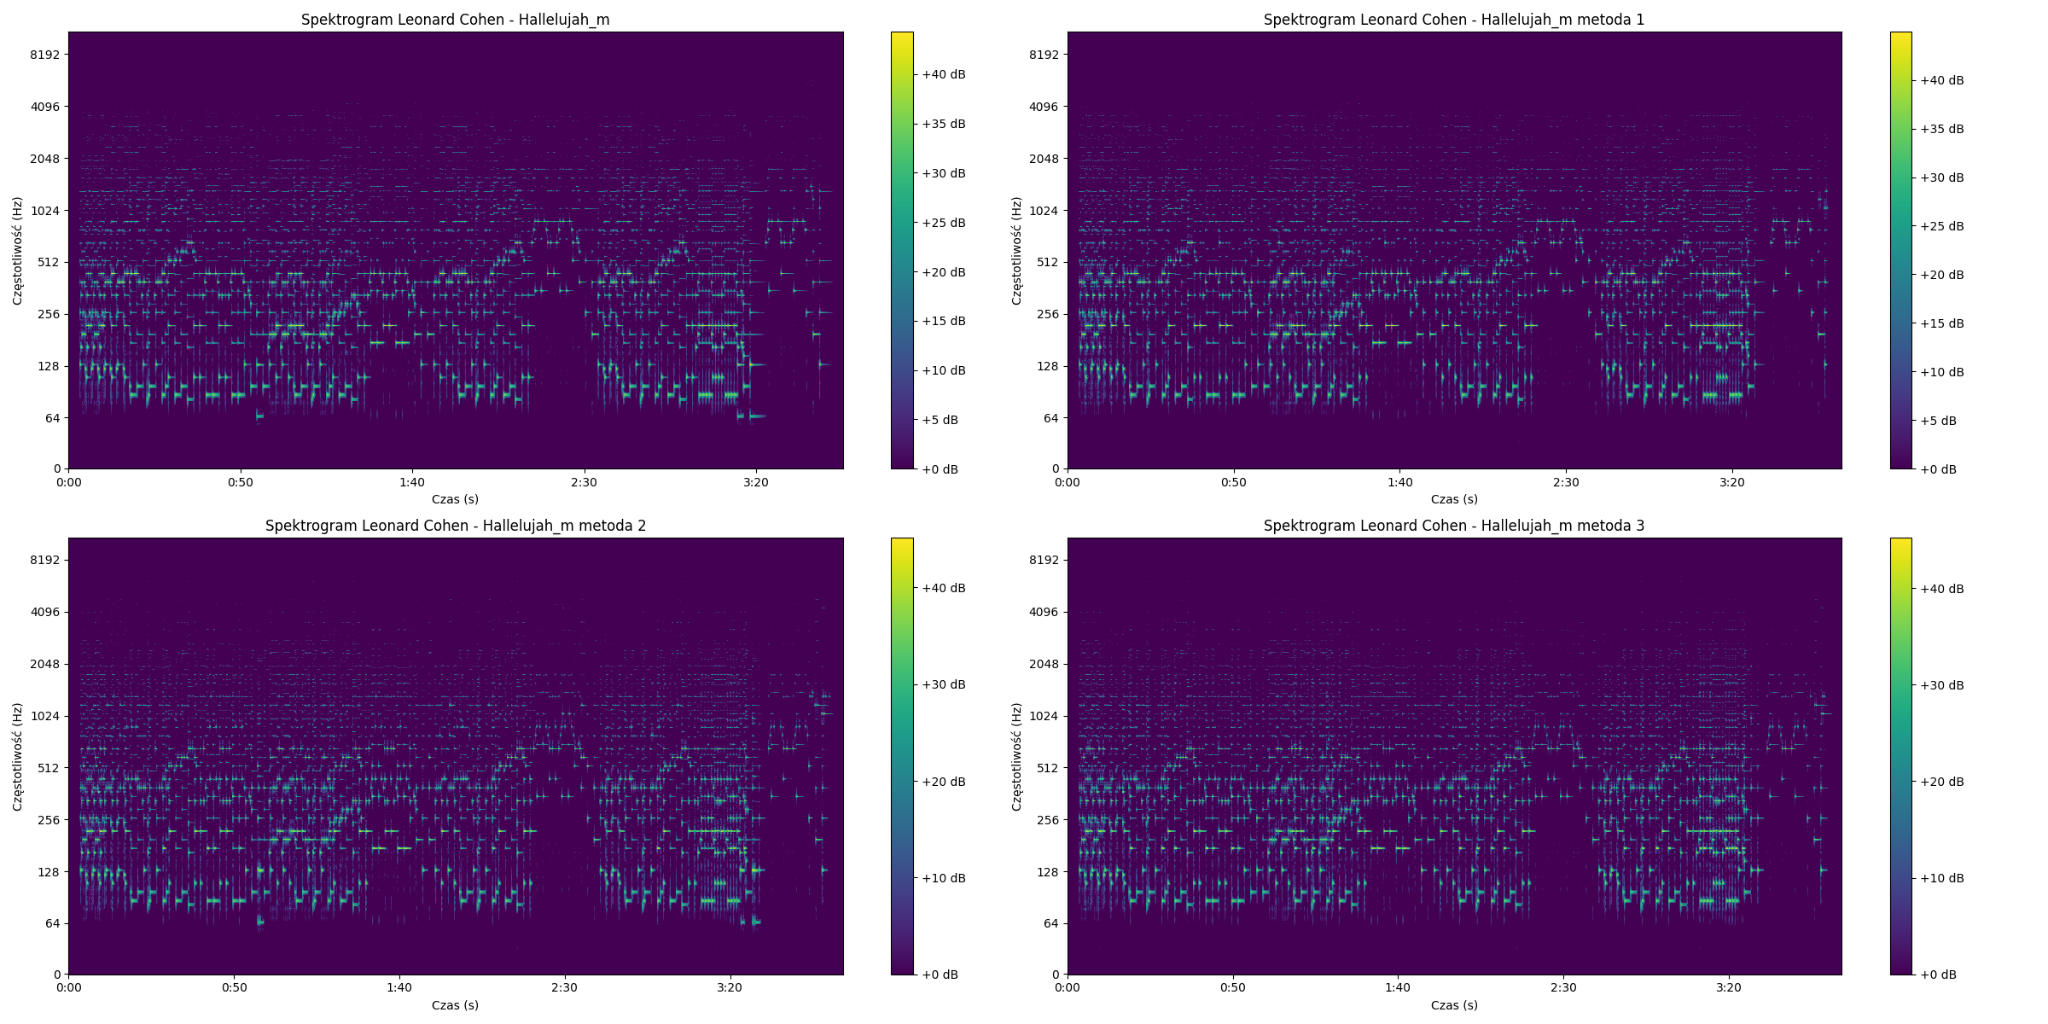 Spektrogram Leonard Cohen - Hallelujah_m
8192
4096
2048
1024
512
256
128
64
0
Częstotliwość (Hz)
0:00
0:50
1:40
2:30
3:20
Czas (s)
+40 dB
+35 dB
+30 dB
+25 dB
+20 dB
+15 dB
+10 dB
+5 dB
+0 dB
Spektrogram Leonard Cohen - Hallelujah_m metoda 1
8192
4096
2048
1024
512
256
128
64
0
Częstotliwość (Hz)
0:00
0:50
1:40
2:30
3:20
Czas (s)
+40 dB
+35 dB
+30 dB
+25 dB
+20 dB
+15 dB
+10 dB
+5 dB
+0 dB
Spektrogram Leonard Cohen - Hallelujah_m metoda 2
8192
4096
2048
1024
512
256
128
64
0
Częstotliwość (Hz)
0:00
0:50
1:40
2:30
3:20
Czas (s)
+40 dB
+30 dB
+20 dB
+10 dB
+0 dB
Spektrogram Leonard Cohen - Hallelujah_m metoda 3
8192
4096
2048
1024
512
256
128
64
0
Częstotliwość (Hz)
0:00
0:50
1:40
2:30
3:20
Czas (s)
+40 dB
+30 dB
+20 dB
+10 dB
+0 dB